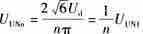 U_{UNn} = \frac{2\sqrt{6}U_d}{n\pi} = \frac{1}{n}U_{UN1}